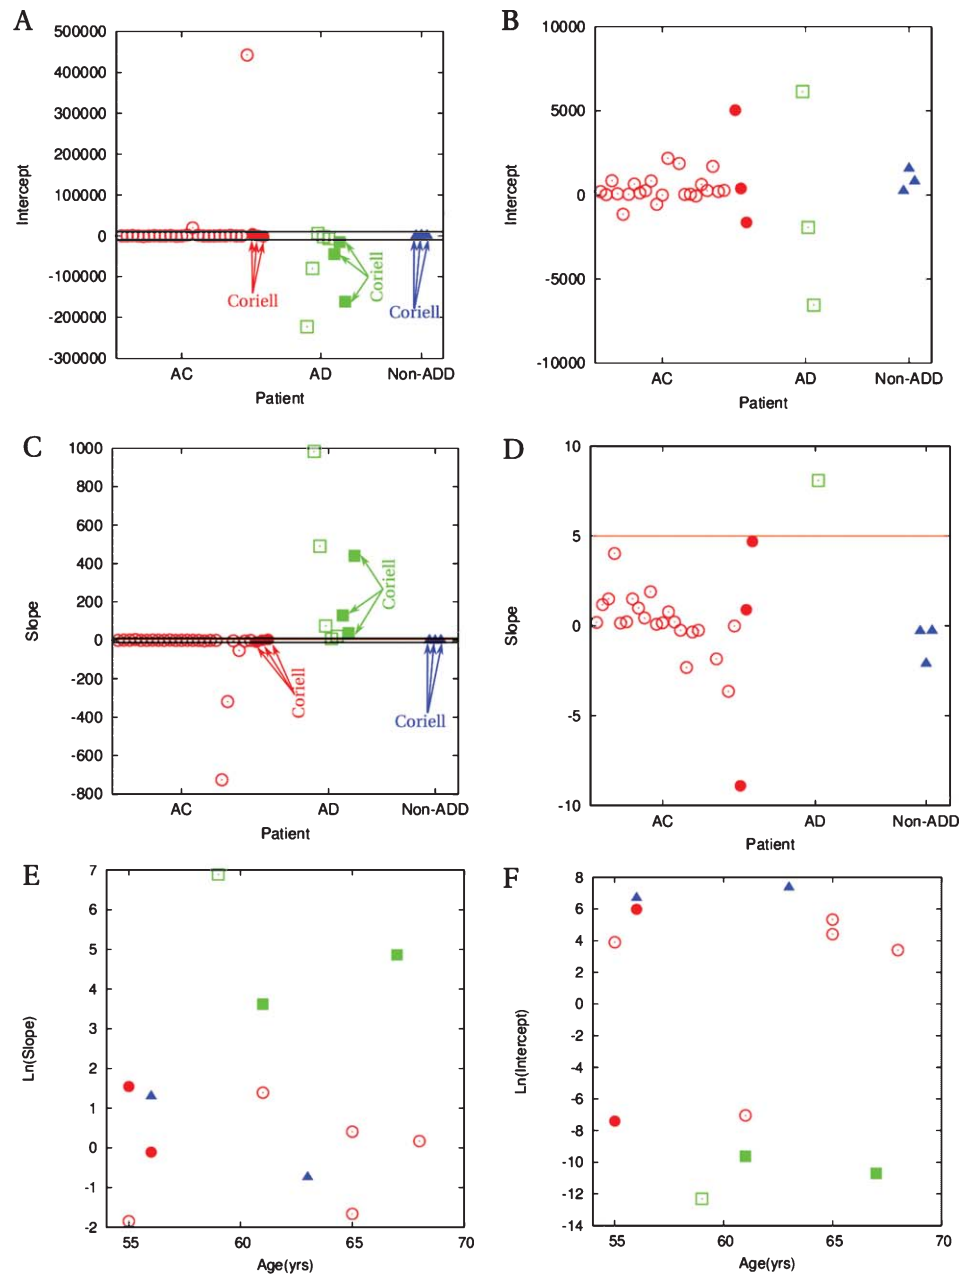 A
500000
400000
300000
200000
100000
0
-100000
-200000
-300000
Intercept
Coriell
Coriell
Coriell
AC
AD
Non-ADD
Patient
B
10000
5000
0
-5000
-10000
Intercept
AC
AD
Non-ADD
Patient
C
1000
800
600
400
200
0
-200
-400
-600
-800
Slope
Coriell
Coriell
Coriell
AC
AD
Non-ADD
Patient
D
10
5
0
-5
-10
Slope
AC
AD
Non-ADD
Patient
E
7
6
5
4
3
2
1
0
-1
-2
Ln(Slope)
55
60
65
70
Age(yrs)
F
8
6
4
2
0
-2
-4
-6
-8
-10
-12
-14
Ln(Intercept)
55
60
65
70
Age(yrs)